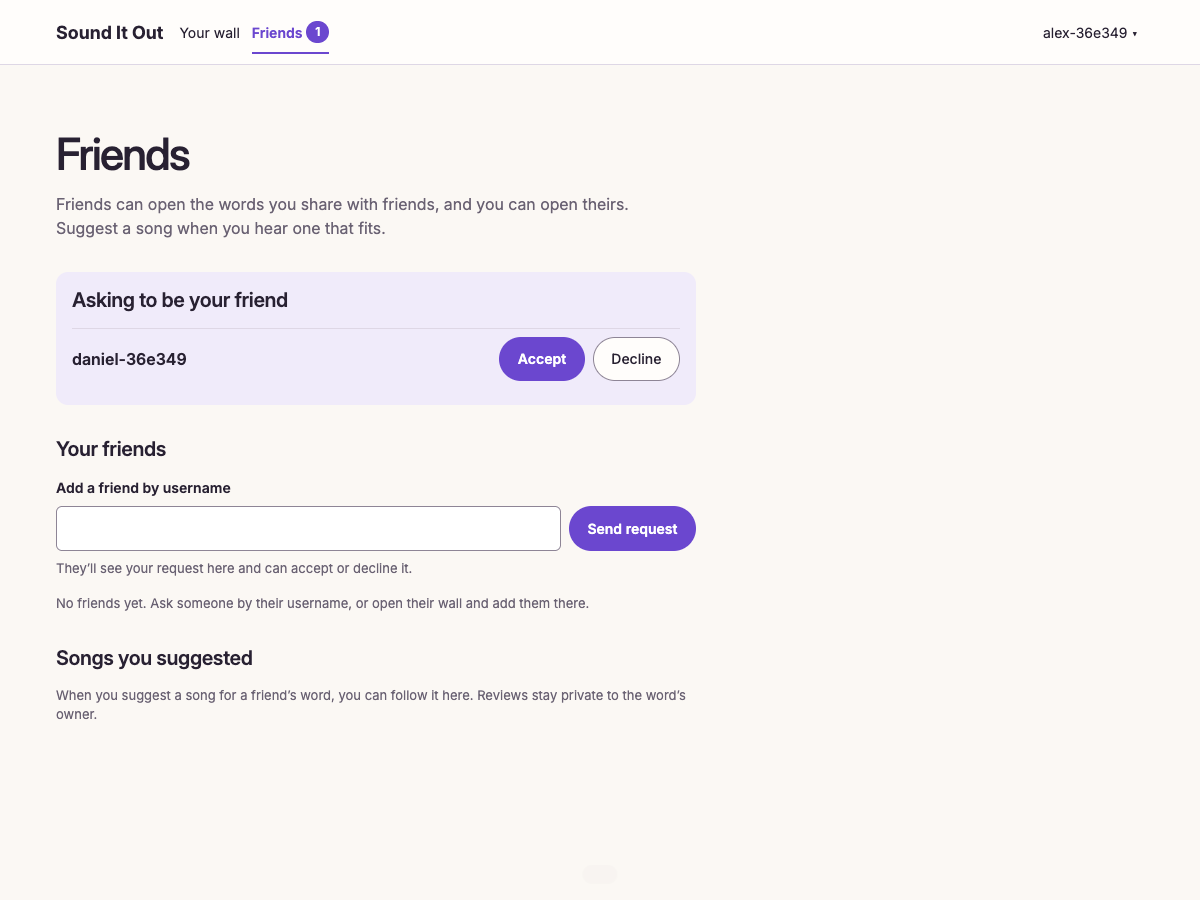 Sound It Out Your wall Friends 1 alex-36e349 ▾
Friends
Friends can open the words you share with friends, and you can open theirs.
Suggest a song when you hear one that fits.
Asking to be your friend
daniel-36e349 Accept Decline
Your friends
Add a friend by username
Send request
They’ll see your request here and can accept or decline it.
No friends yet. Ask someone by their username, or open their wall and add them there.
Songs you suggested
When you suggest a song for a friend’s word, you can follow it here. Reviews stay private to the word’s
owner.